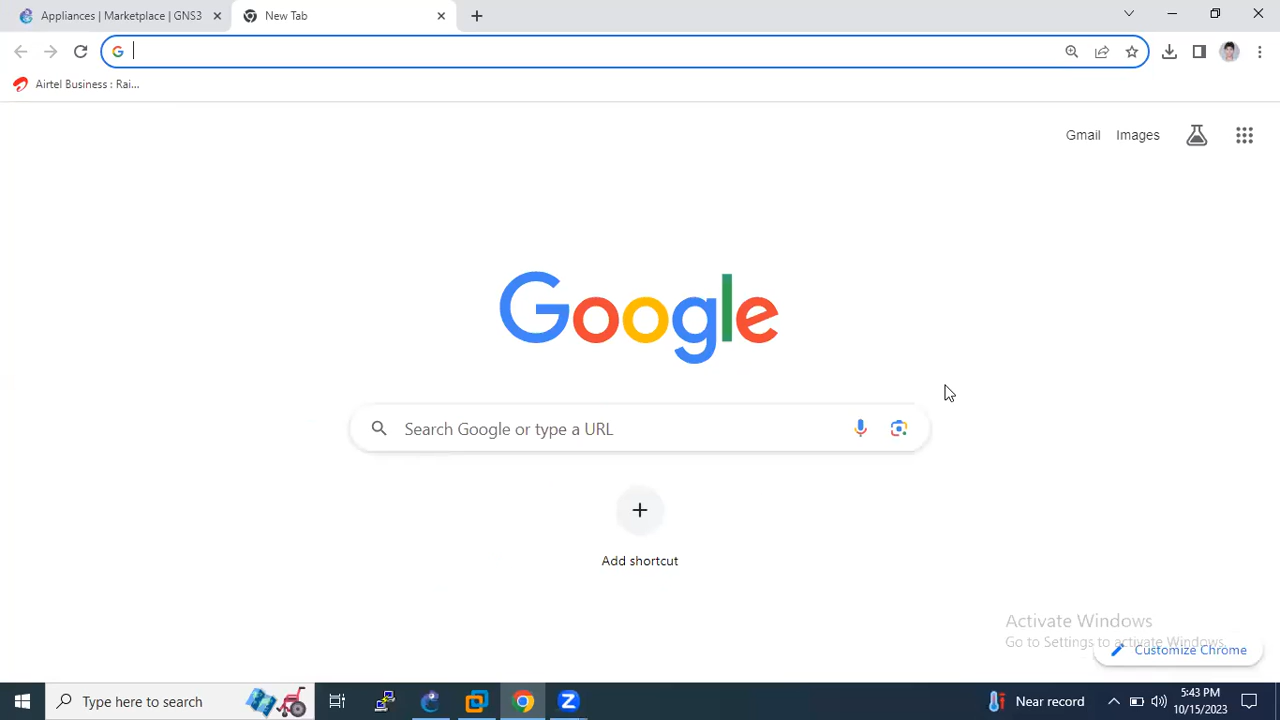 Appliances | Marketplace | GNS3
New Tab
Airtel Business : Rai...
Gmail Images
Google
Search Google or type a URL
Add shortcut
Activate Windows
Go to Settings to activate Windows.
Customize Chrome
Type here to search
Near record
5:43 PM
10/15/2023